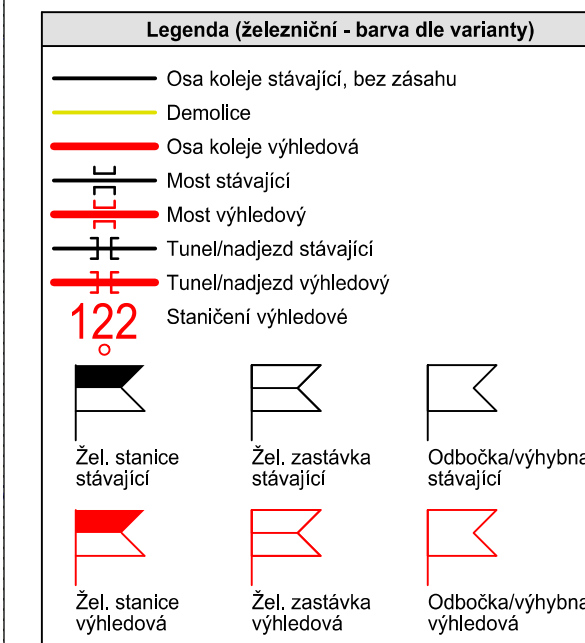 Legenda (železniční - barva dle varianty)
Osa koleje stávající, bez zásahu
Demolice
Osa koleje výhledová
Most stávající
Most výhledový
Tunel/nadjezd stávající
Tunel/nadjezd výhledový
122 Staničení výhledové
Žel. stanice Žel. zastávka Odbočka/výhybna
stávající stávající stávající
Žel. stanice Žel. zastávka Odbočka/výhybna
výhledová výhledová výhledová